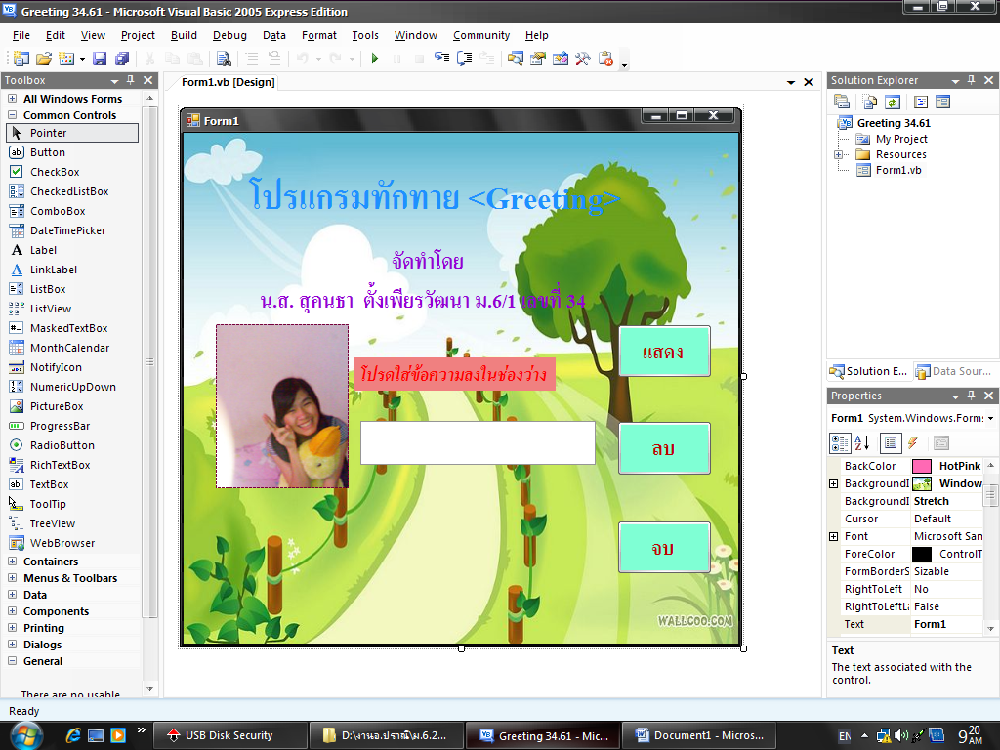 Greeting 34.61 - Microsoft Visual Basic 2005 Express Edition
File Edit View Project Build Debug Data Format Tools Window Community Help
Toolbox
All Windows Forms
Common Controls
Pointer
Button
CheckBox
CheckedListBox
ComboBox
DateTimePicker
Label
LinkLabel
ListBox
ListView
MaskedTextBox
MonthCalendar
NotifyIcon
NumericUpDown
PictureBox
ProgressBar
RadioButton
RichTextBox
TextBox
ToolTip
TreeView
WebBrowser
Containers
Menus & Toolbars
Data
Components
Printing
Dialogs
General
There are no usable
Form1.vb [Design]
Form1
โปรแกรมทักทาย <Greeting>
จัดทำโดย
น.ส. สุคนธา ตั้งเพียรวัฒนา ม.6/1 เลขที่ 34
โปรดใส่ข้อความลงในช่องว่าง
แสดง
ลบ
จบ
WALLCOO.COM
Solution Explorer
Greeting 34.61
My Project
Resources
Form1.vb
Solution E... Data Sour...
Properties
Form1 System.Windows.Forms
BackColor HotPink
BackgroundI Window
BackgroundI Stretch
Cursor Default
Font Microsoft San
ForeColor ControlT
FormBorderS Sizable
RightToLeft No
RightToLeftLa False
Text Form1
Text
The text associated with the
control.
Ready
USB Disk Security D:\งานอ.ปราณี\ม.6.2... Greeting 34.61 - Mic... Document1 - Micros... EN 9 20 AM